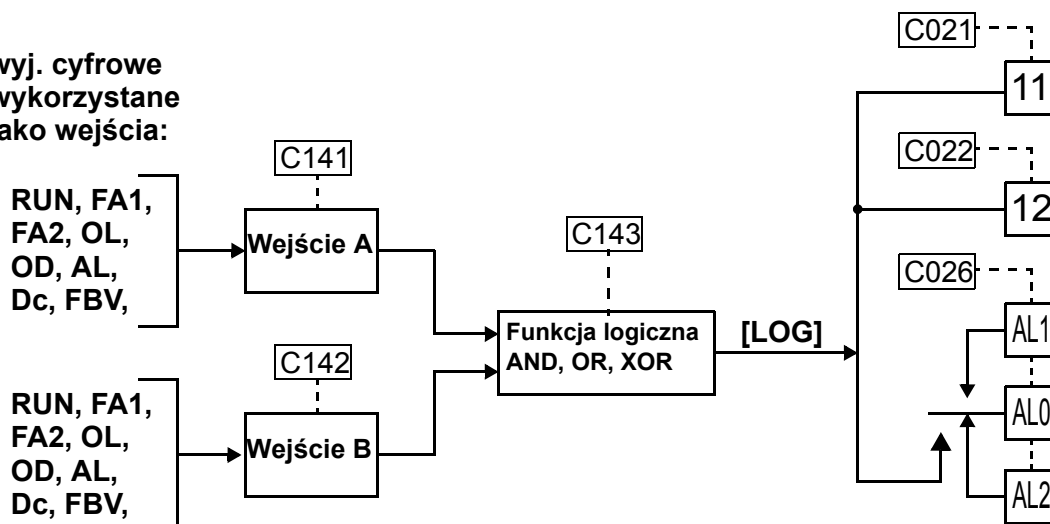 wyj. cyfrowe
wykorzystane
ako wejścia:
C141
RUN, FA1,
FA2, OL,
OD, AL,
Dc, FBV,
Wejście A
C142
RUN, FA1,
FA2, OL,
OD, AL,
Dc, FBV,
Wejście B
C143
Funkcja logiczna
AND, OR, XOR
[LOG]
C021
11
C022
12
C026
AL1
AL0
AL2